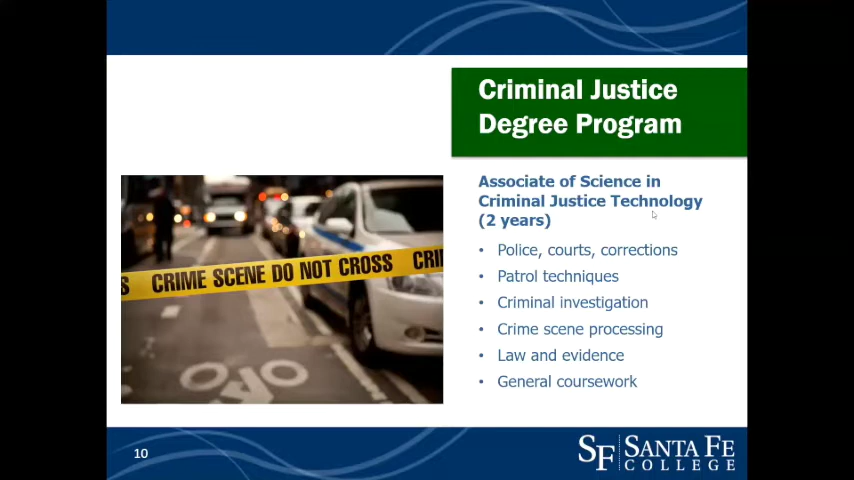 Criminal Justice
Degree Program
Associate of Science in
Criminal Justice Technology
(2 years)
• Police, courts, corrections
• Patrol techniques
• Criminal investigation
• Crime scene processing
• Law and evidence
• General coursework
S CRIME SCENE DO NOT CROSS CRI
10
SF SANTA FE
COLLEGE